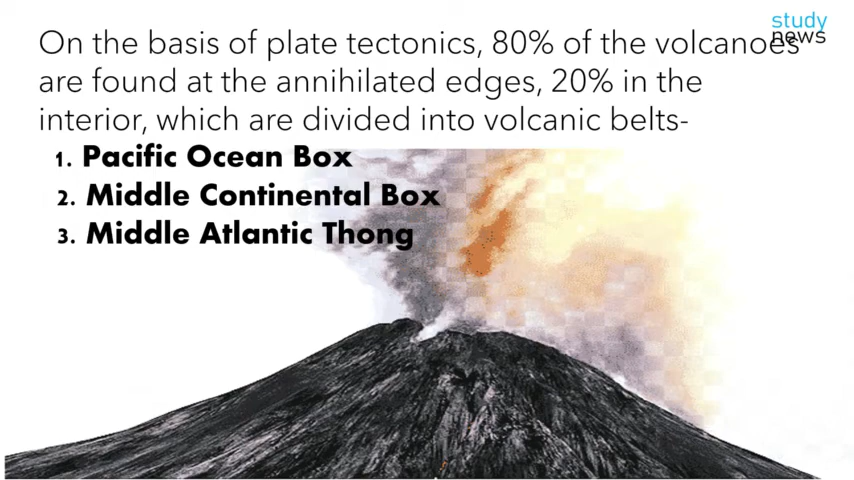 study
news
On the basis of plate tectonics, 80% of the volcanoes
are found at the annihilated edges, 20% in the
interior, which are divided into volcanic belts-
1. Pacific Ocean Box
2. Middle Continental Box
3. Middle Atlantic Thong